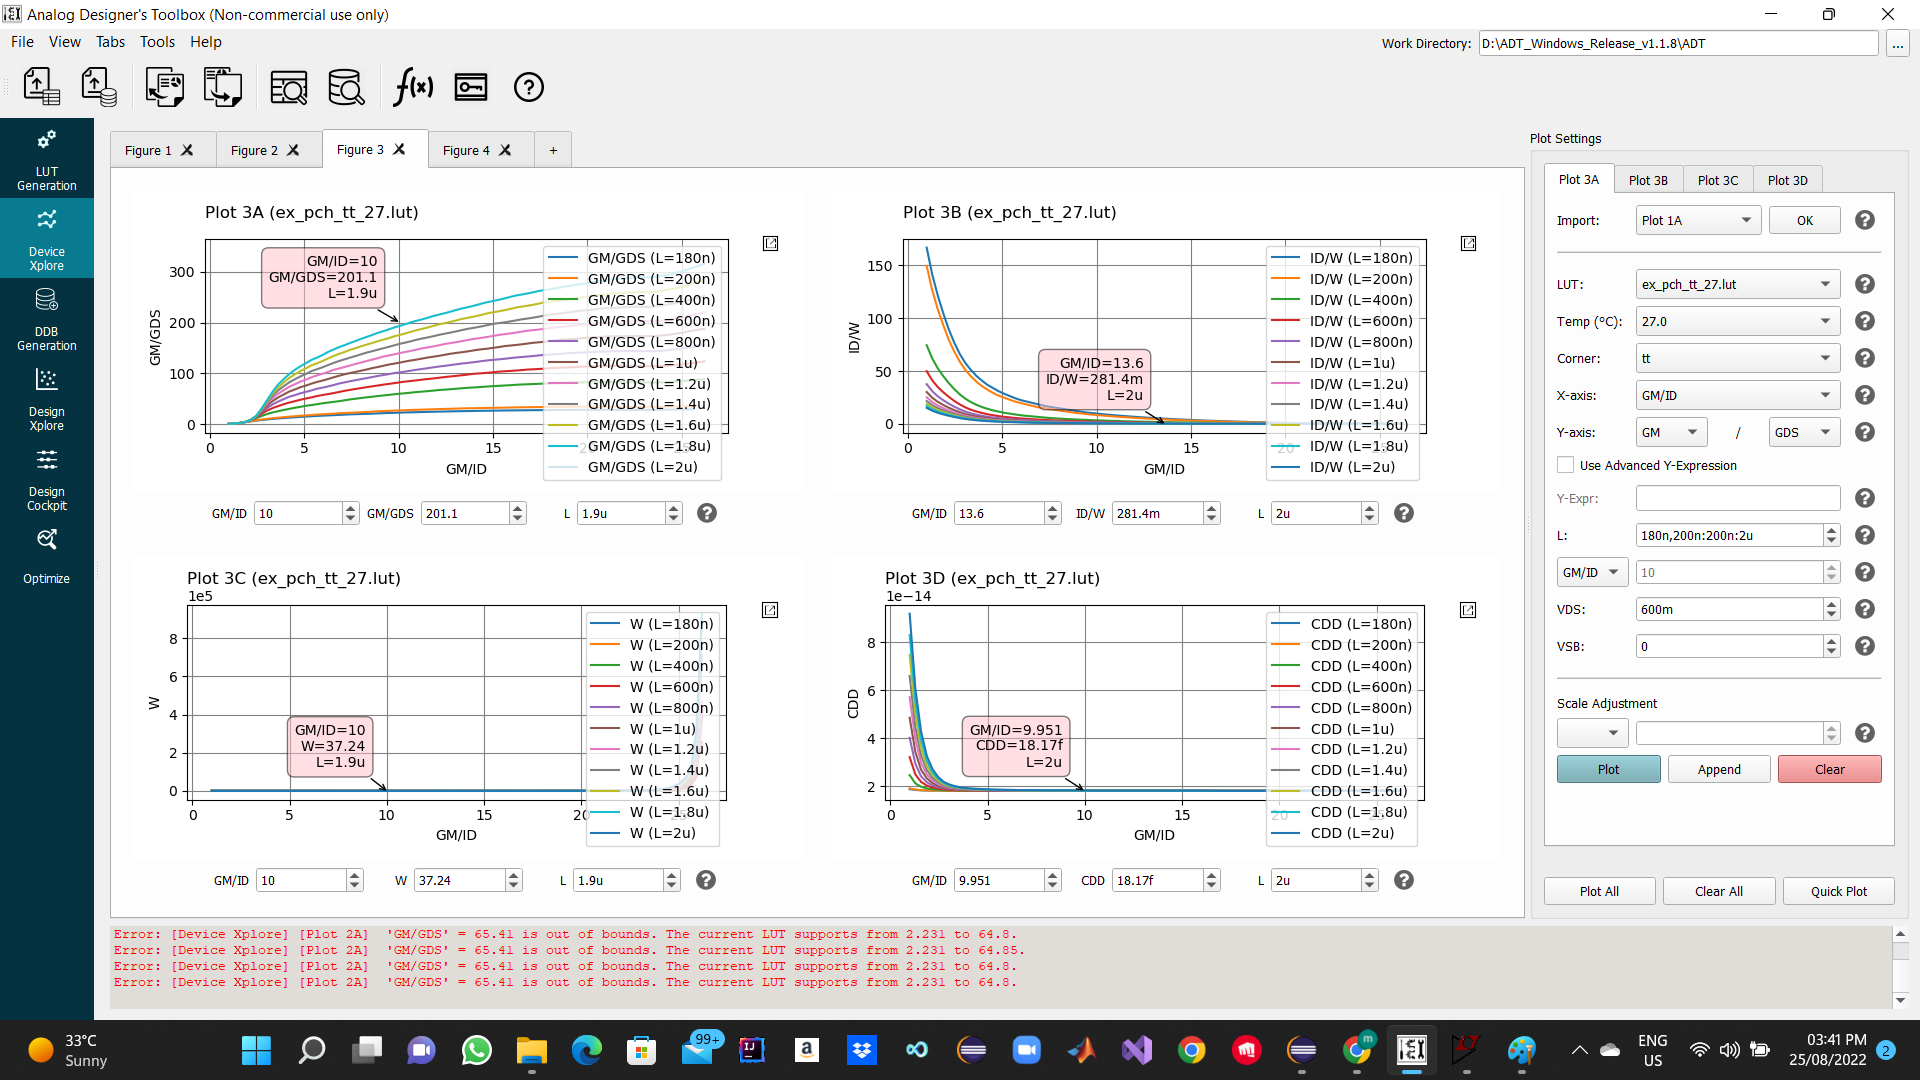 Analog Designer's Toolbox (Non-commercial use only)
File View Tabs Tools Help
Work Directory: D:\ADT_Windows_Release_v1.1.8\ADT ...
f(x)
LUT
Generation
Device
Xplore
DDB
Generation
Design
Xplore
Design
Cockpit
Optimize
Figure 1 Figure 2 Figure 3 Figure 4 +
Plot 3A (ex_pch_tt_27.lut)
GM/GDS
300
200
100
0
GM/ID=10
GM/GDS=201.1
L=1.9u
GM/GDS (L=180n)
GM/GDS (L=200n)
GM/GDS (L=400n)
GM/GDS (L=600n)
GM/GDS (L=800n)
GM/GDS (L=1u)
GM/GDS (L=1.2u)
GM/GDS (L=1.4u)
GM/GDS (L=1.6u)
GM/GDS (L=1.8u)
GM/GDS (L=2u)
0 5 10 15 20
GM/ID
GM/ID 10 GM/GDS 201.1 L 1.9u ?
Plot 3B (ex_pch_tt_27.lut)
ID/W
150
100
50
0
GM/ID=13.6
ID/W=281.4m
L=2u
ID/W (L=180n)
ID/W (L=200n)
ID/W (L=400n)
ID/W (L=600n)
ID/W (L=800n)
ID/W (L=1u)
ID/W (L=1.2u)
ID/W (L=1.4u)
ID/W (L=1.6u)
ID/W (L=1.8u)
ID/W (L=2u)
0 5 10 15 20
GM/ID
GM/ID 13.6 ID/W 281.4m L 2u ?
Plot 3C (ex_pch_tt_27.lut)
1e5
W
8
6
4
2
0
GM/ID=10
W=37.24
L=1.9u
W (L=180n)
W (L=200n)
W (L=400n)
W (L=600n)
W (L=800n)
W (L=1u)
W (L=1.2u)
W (L=1.4u)
W (L=1.6u)
W (L=1.8u)
W (L=2u)
0 5 10 15 20 25
GM/ID
GM/ID 10 W 37.24 L 1.9u ?
Plot 3D (ex_pch_tt_27.lut)
1e−14
CDD
8
6
4
2
GM/ID=9.951
CDD=18.17f
L=2u
CDD (L=180n)
CDD (L=200n)
CDD (L=400n)
CDD (L=600n)
CDD (L=800n)
CDD (L=1u)
CDD (L=1.2u)
CDD (L=1.4u)
CDD (L=1.6u)
CDD (L=1.8u)
CDD (L=2u)
0 5 10 15 20
GM/ID
GM/ID 9.951 CDD 18.17f L 2u ?
Plot Settings
Plot 3A Plot 3B Plot 3C Plot 3D
Import: Plot 1A OK ?
LUT: ex_pch_tt_27.lut ?
Temp (°C): 27.0 ?
Corner: tt ?
X-axis: GM/ID ?
Y-axis: GM / GDS ?
Use Advanced Y-Expression
Y-Expr: ?
L: 180n,200n:200n:2u ?
GM/ID 10 ?
VDS: 600m ?
VSB: 0 ?
Scale Adjustment
?
Plot Append Clear
Plot All Clear All Quick Plot
Error: [Device Xplore] [Plot 2A] 'GM/GDS' = 65.41 is out of bounds. The current LUT supports from 2.231 to 64.8.
Error: [Device Xplore] [Plot 2A] 'GM/GDS' = 65.41 is out of bounds. The current LUT supports from 2.231 to 64.85.
Error: [Device Xplore] [Plot 2A] 'GM/GDS' = 65.41 is out of bounds. The current LUT supports from 2.231 to 64.8.
Error: [Device Xplore] [Plot 2A] 'GM/GDS' = 65.41 is out of bounds. The current LUT supports from 2.231 to 64.8.
33°C
Sunny
99+
IJ
a
m
ENG
US
03:41 PM
25/08/2022
2